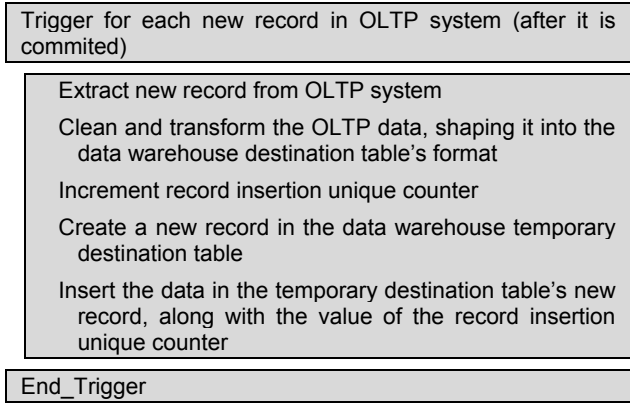 Trigger for each new record in OLTP system (after it is
commited)
Extract new record from OLTP system
Clean and transform the OLTP data, shaping it into the
data warehouse destination table's format
Increment record insertion unique counter
Create a new record in the data warehouse temporary
destination table
Insert the data in the temporary destination table's new
record, along with the value of the record insertion
unique counter
End_Trigger